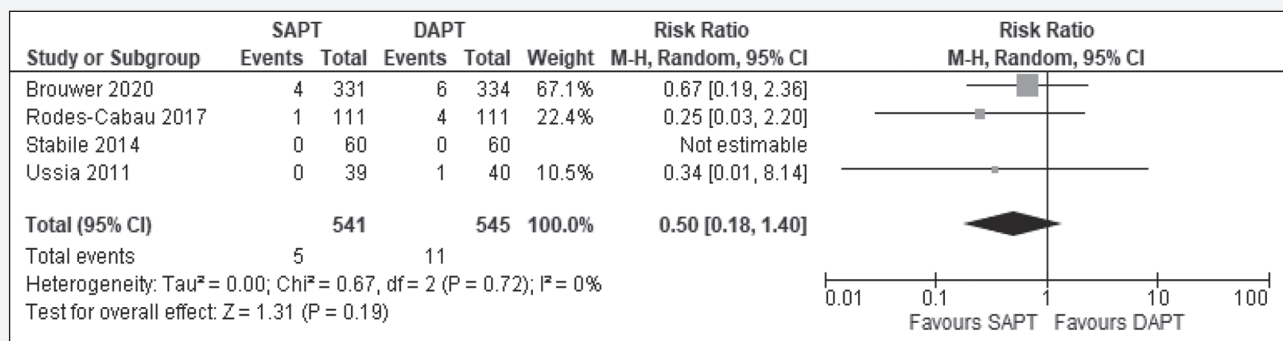 SAPT DAPT Risk Ratio Risk Ratio
Study or Subgroup Events Total Events Total Weight M-H, Random, 95% CI M-H, Random, 95% CI
Brouwer 2020 4 331 6 334 67.1% 0.67 [0.19, 2.36]
Rodes-Cabau 2017 1 111 4 111 22.4% 0.25 [0.03, 2.20]
Stabile 2014 0 60 0 60 Not estimable
Ussia 2011 0 39 1 40 10.5% 0.34 [0.01, 8.14]
Total (95% CI) 541 545 100.0% 0.50 [0.18, 1.40]
Total events 5 11
Heterogeneity: Tau² = 0.00; Chi² = 0.67, df = 2 (P = 0.72); I² = 0%
Test for overall effect: Z = 1.31 (P = 0.19)
0.01 0.1 1 10 100
Favours SAPT Favours DAPT